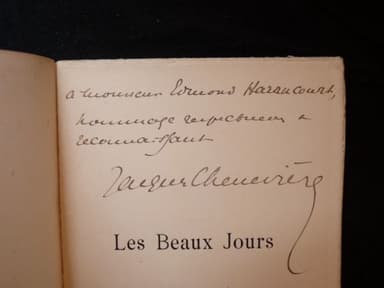 a monsieur Edmond Haraucourt,
hommage respectueux &
reconnaissant
Jacques Chenevière
Les Beaux Jours